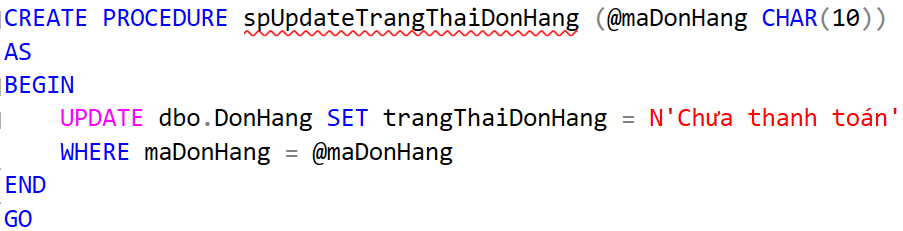 CREATE PROCEDURE spUpdateTrangThaiDonHang (@maDonHang CHAR(10))
AS
BEGIN
UPDATE dbo.DonHang SET trangThaiDonHang = N'Chưa thanh toán'
WHERE maDonHang = @maDonHang
END
GO